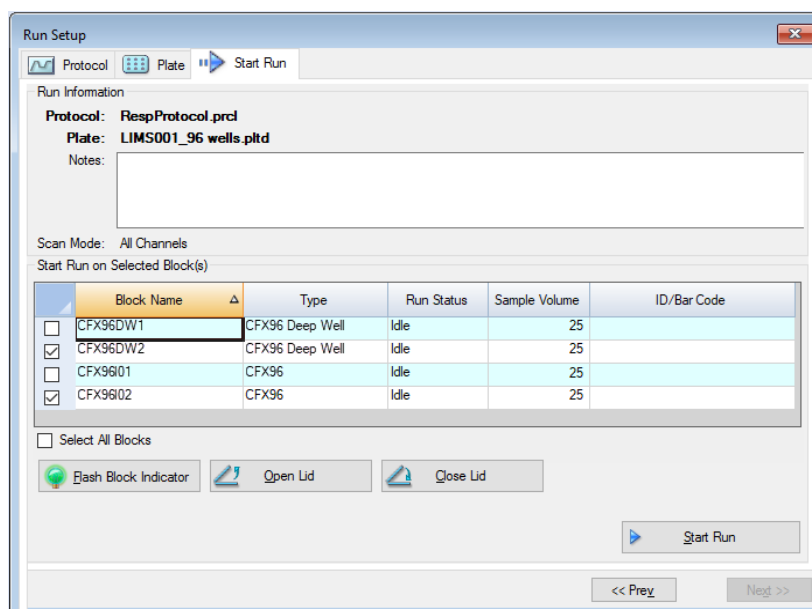 Run Setup
Protocol Plate Start Run
Run Information
Protocol: RespProtocol.prcl
Plate: LIMS001_96 wells.pltd
Notes:
Scan Mode: All Channels
Start Run on Selected Block(s)
Block Name Type Run Status Sample Volume ID/Bar Code
CFX96DW1 CFX96 Deep Well Idle 25
CFX96DW2 CFX96 Deep Well Idle 25
CFX96I01 CFX96 Idle 25
CFX96I02 CFX96 Idle 25
Select All Blocks
Flash Block Indicator Open Lid Close Lid
Start Run
<< Prev Next >>